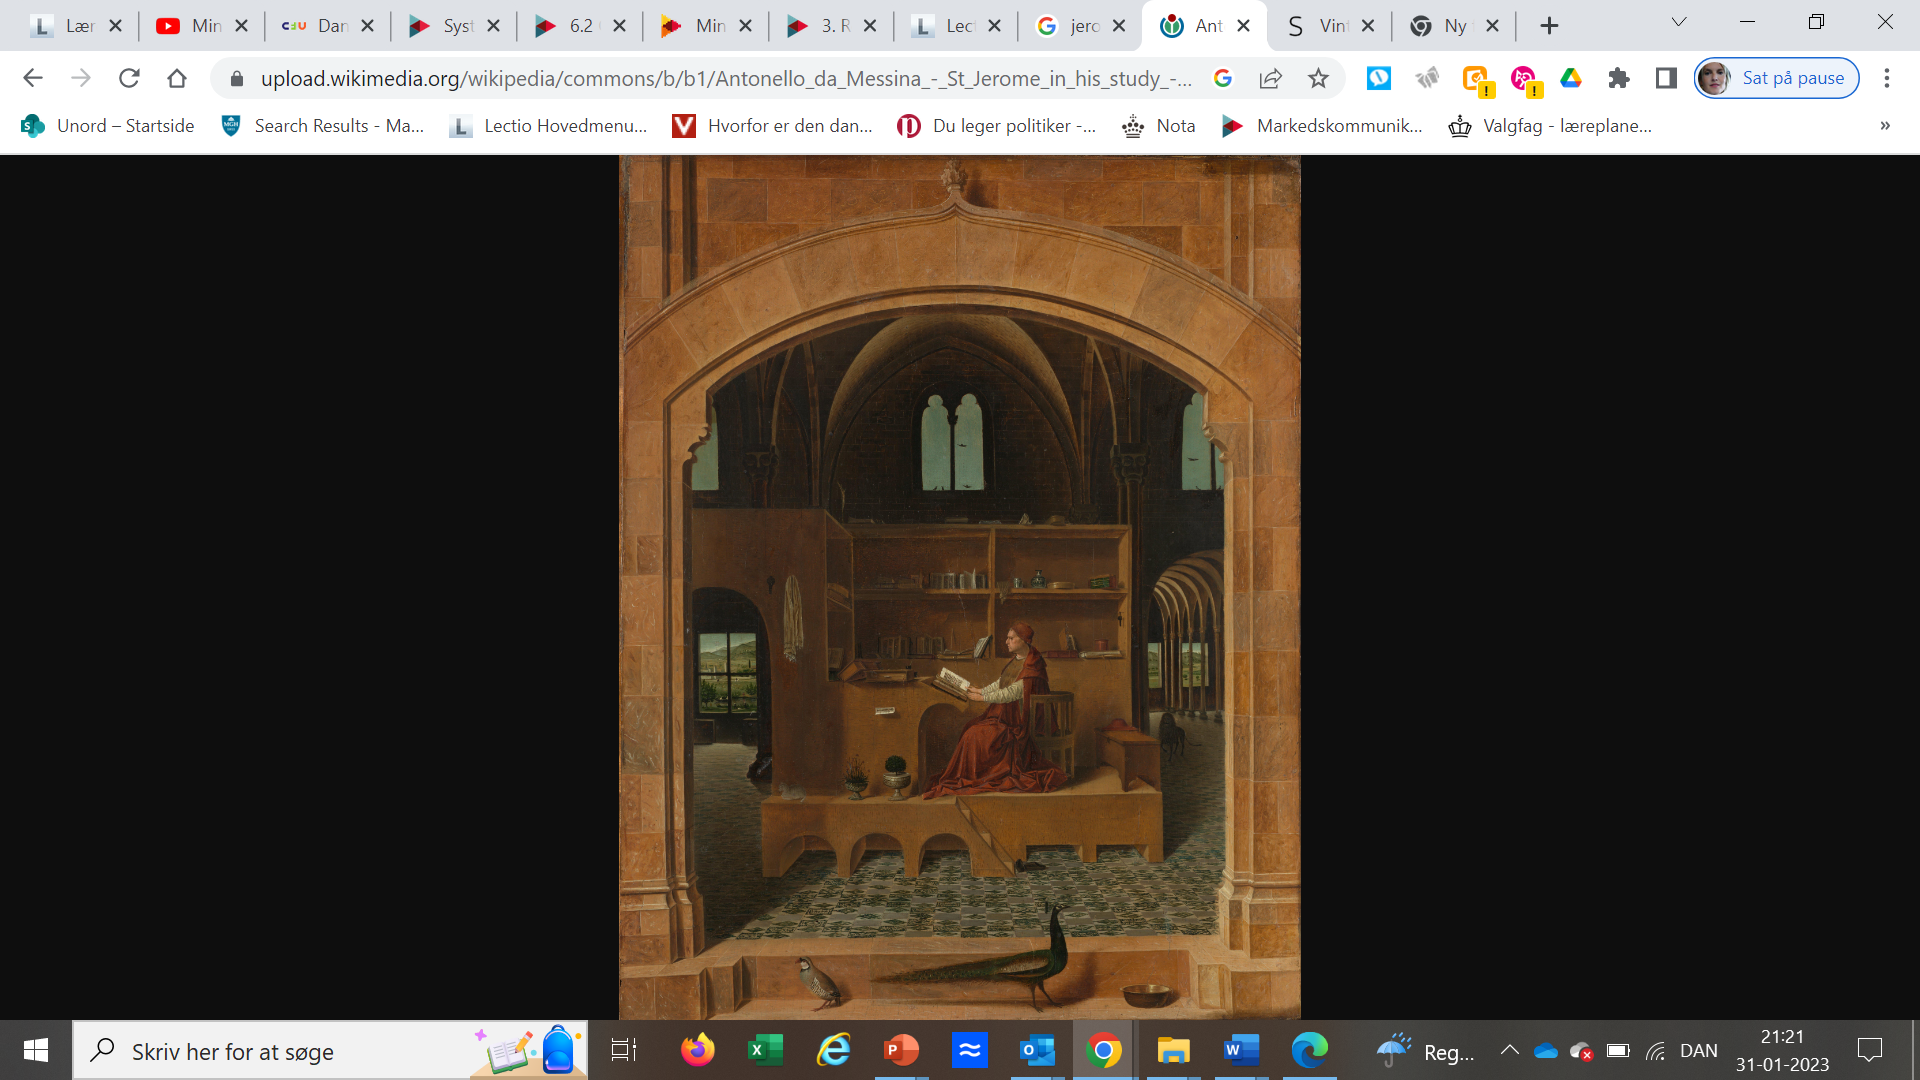 Lær
Min
Dan
Syst
6.2
Min
3. R
Lect
jero
Ant
Vint
Ny
upload.wikimedia.org/wikipedia/commons/b/b1/Antonello_da_Messina_-_St_Jerome_in_his_study_-...
Sat på pause
Unord – Startside
Search Results - Ma...
Lectio Hovedmenu...
Hvorfor er den dan...
Du leger politiker -...
Nota
Markedskommunik...
Valgfag - læreplane...
»
Skriv her for at søge
Reg...
DAN
21:21
31-01-2023